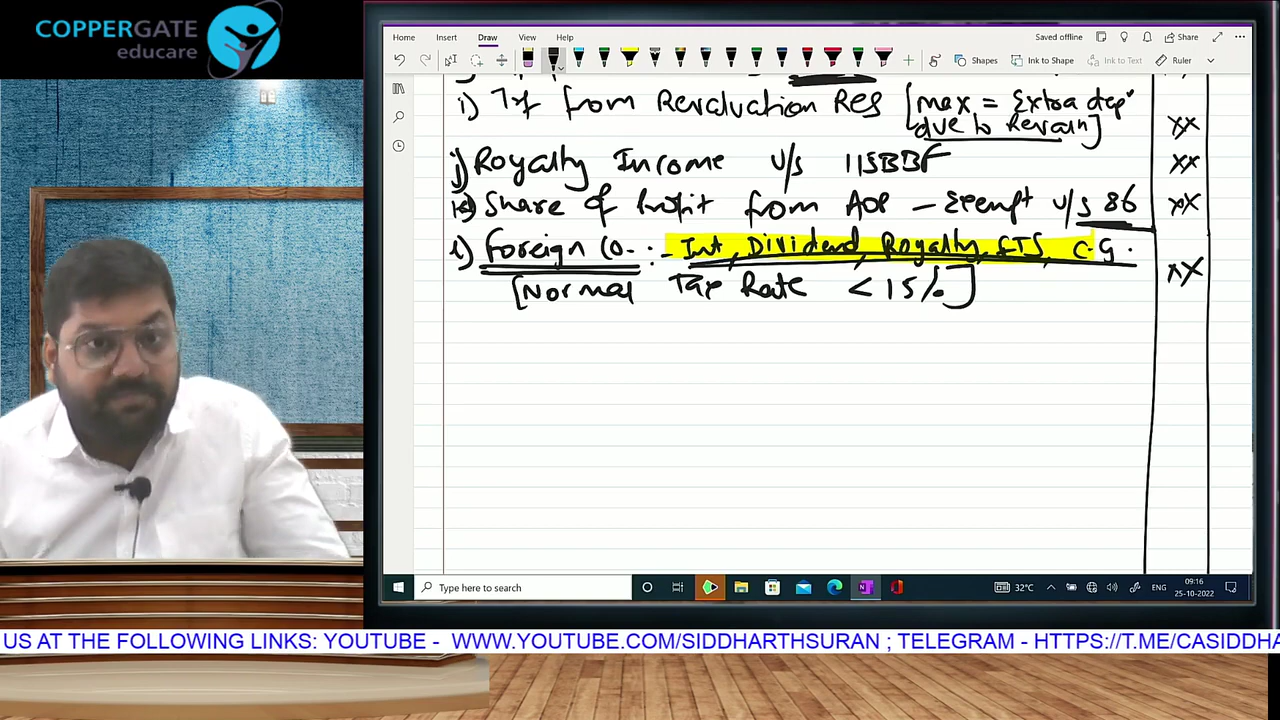 COPPERGATE
educare
Home Insert Draw View Help
Saved offline
Share
Shapes
Ink to Shape
Ink to Text
Math
Ruler
i) Tf from Revaluation Res [max = Extra dep
due to Revaln] xx
j) Royalty Income u/s 115BBF xx
k) Share of Profit from AOP - Exempt u/s 86 xx
l) Foreign Co. :- Int, Dividend, Royalty, FTS, C.G. xx
[Normal Tax Rate < 15%]
Type here to search
32°C
ENG
09:16
25-10-2022
US AT THE FOLLOWING LINKS: YOUTUBE - WWW.YOUTUBE.COM/SIDDHARTHSURAN ; TELEGRAM - HTTPS://T.ME/CASIDDHA